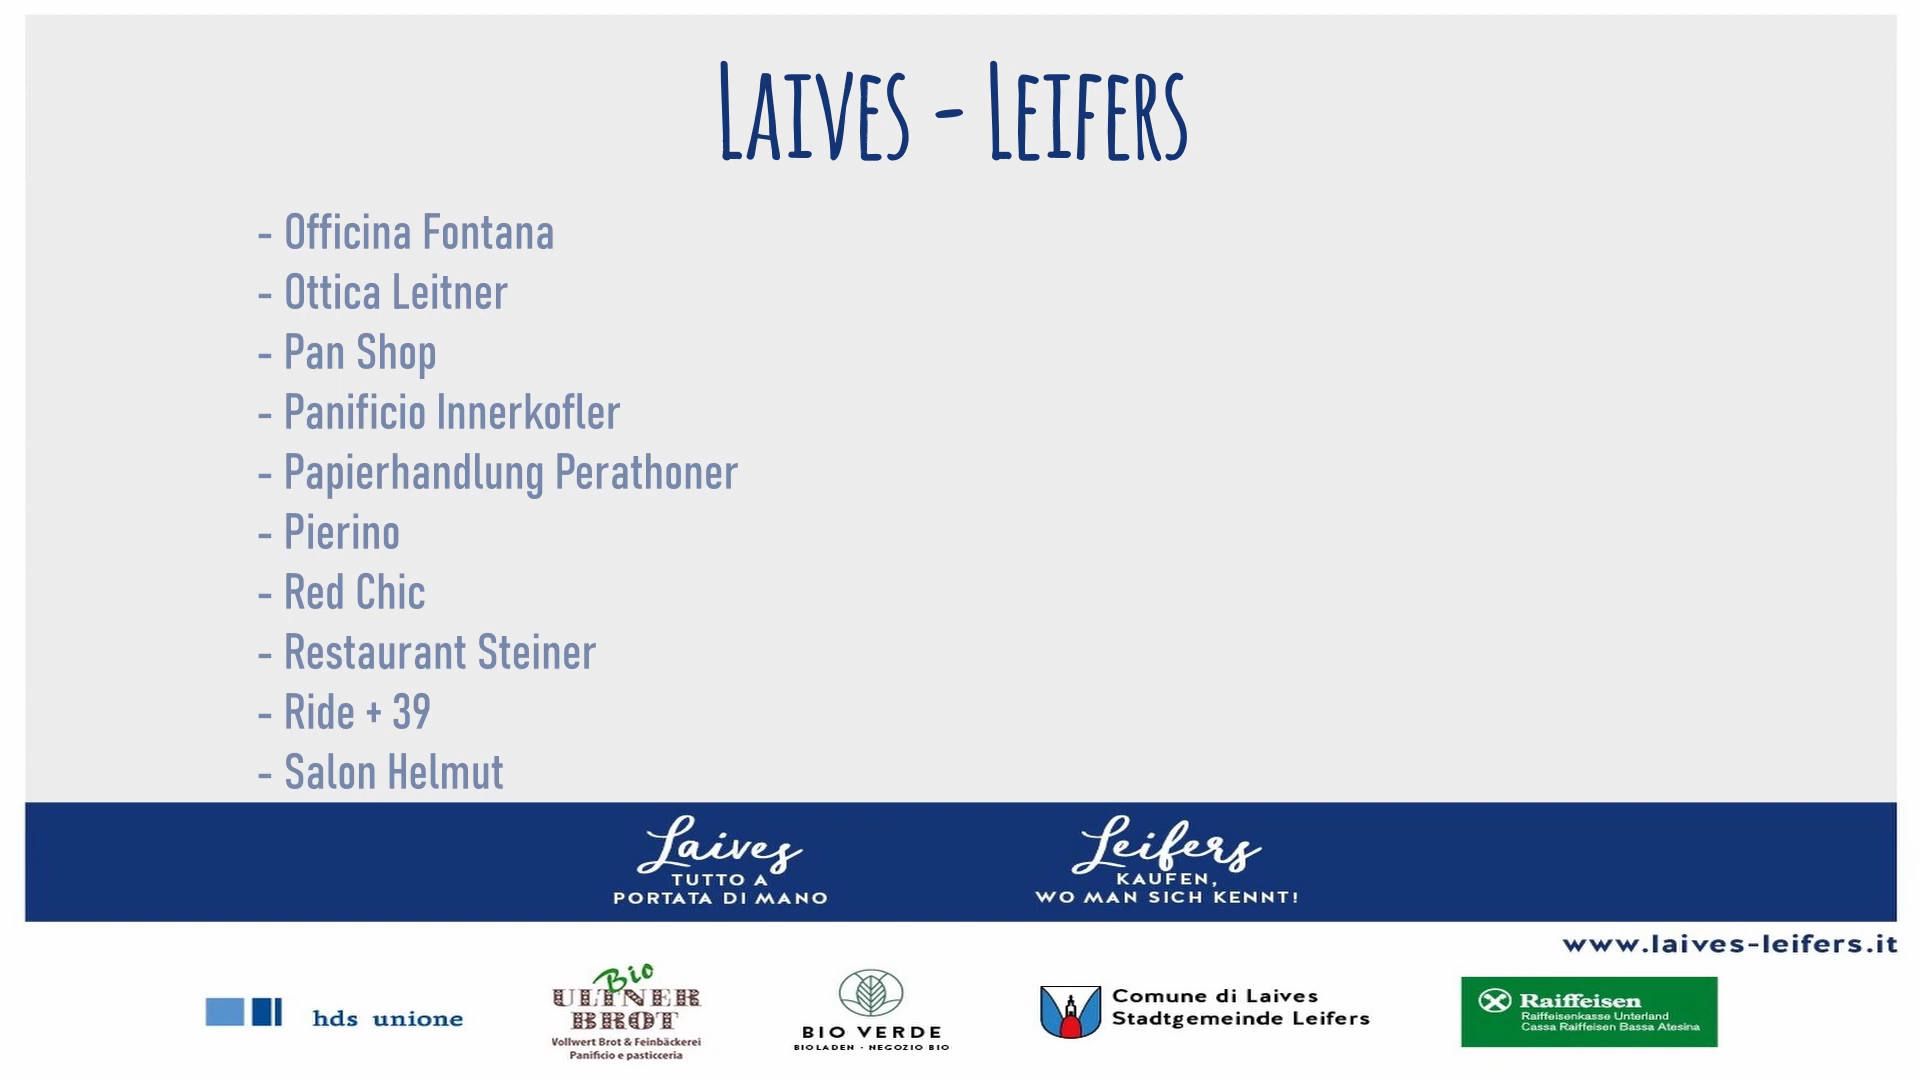 Laives - Leifers
- Officina Fontana
- Ottica Leitner
- Pan Shop
- Panificio Innerkofler
- Papierhandlung Perathoner
- Pierino
- Red Chic
- Restaurant Steiner
- Ride + 39
- Salon Helmut
Laives
TUTTO A
PORTATA DI MANO
Leifers
KAUFEN,
WO MAN SICH KENNT!
www.laives-leifers.it
hds unione
Bio
ULTNER
BROT
Vollwert Brot & Feinbäckerei
Panificio e pasticceria
BIO VERDE
BIOLADEN - NEGOZIO BIO
Comune di Laives
Stadtgemeinde Leifers
Raiffeisen
Raiffeisenkasse Unterland
Cassa Raiffeisen Bassa Atesina